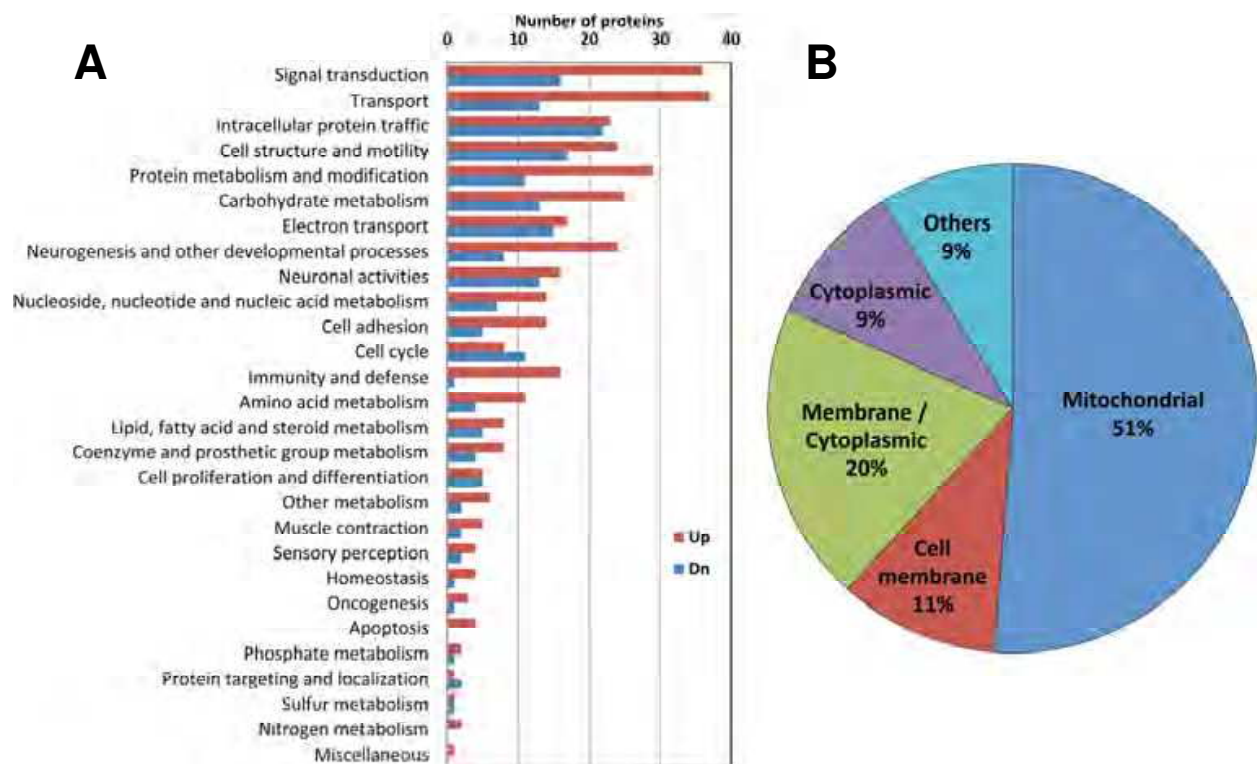 A
Number of proteins
0 10 20 30 40
Signal transduction
Transport
Intracellular protein traffic
Cell structure and motility
Protein metabolism and modification
Carbohydrate metabolism
Electron transport
Neurogenesis and other developmental processes
Neuronal activities
Nucleoside, nucleotide and nucleic acid metabolism
Cell adhesion
Cell cycle
Immunity and defense
Amino acid metabolism
Lipid, fatty acid and steroid metabolism
Coenzyme and prosthetic group metabolism
Cell proliferation and differentiation
Other metabolism
Muscle contraction
Sensory perception
Homeostasis
Oncogenesis
Apoptosis
Phosphate metabolism
Protein targeting and localization
Sulfur metabolism
Nitrogen metabolism
Miscellaneous
Up
Dn
B
Others
9%
Cytoplasmic
9%
Mitochondrial
51%
Membrane /
Cytoplasmic
20%
Cell
membrane
11%